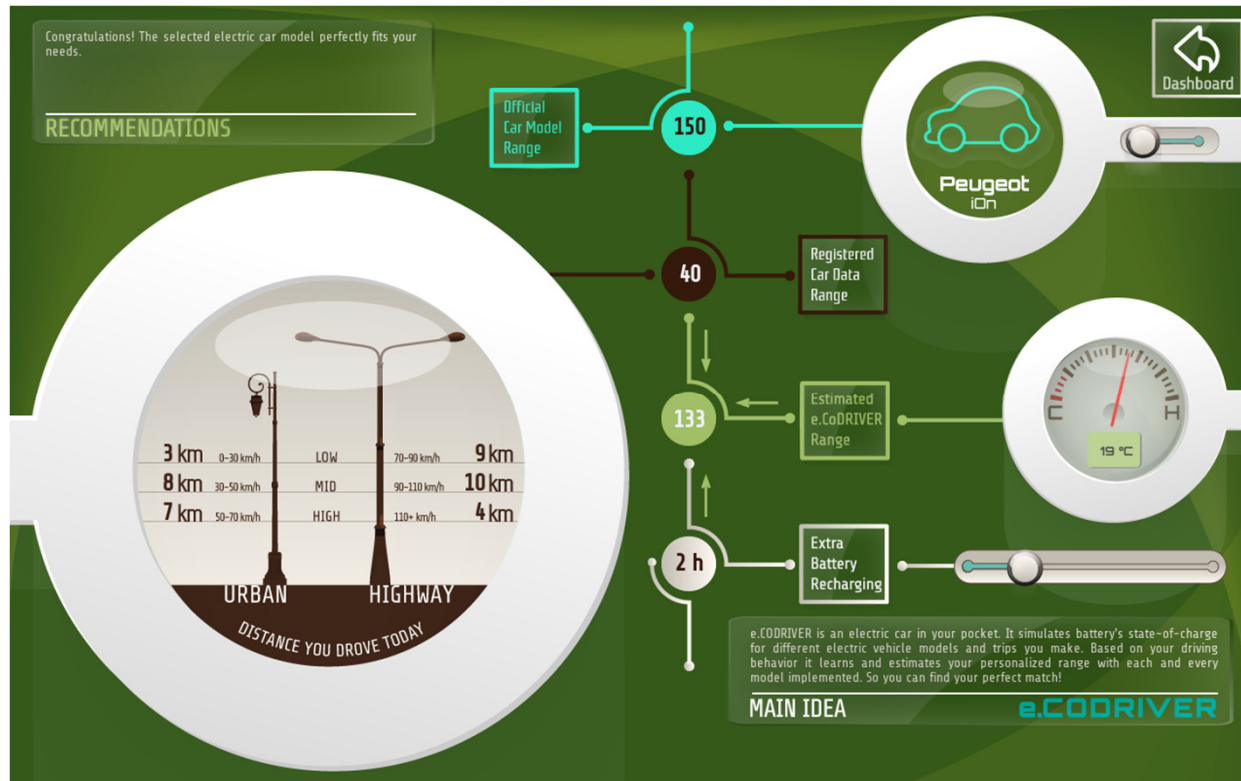 Congratulations! The selected electric car model perfectly fits your
needs.
RECOMMENDATIONS
Official
Car Model
Range
150
Peugeot
iOn
Dashboard
40
Registered
Car Data
Range
133
Estimated
e.CoDRIVER
Range
C
H
19 °C
3 km 0-30 km/h LOW 70-90 km/h 9 km
8 km 30-50 km/h MID 90-110 km/h 10 km
7 km 50-70 km/h HIGH 110+ km/h 4 km
URBAN HIGHWAY
DISTANCE YOU DROVE TODAY
2 h
Extra
Battery
Recharging
e.CODRIVER is an electric car in your pocket. It simulates battery's state-of-charge
for different electric vehicle models and trips you make. Based on your driving
behavior it learns and estimates your personalized range with each and every
model implemented. So you can find your perfect match!
MAIN IDEA e.CODRIVER